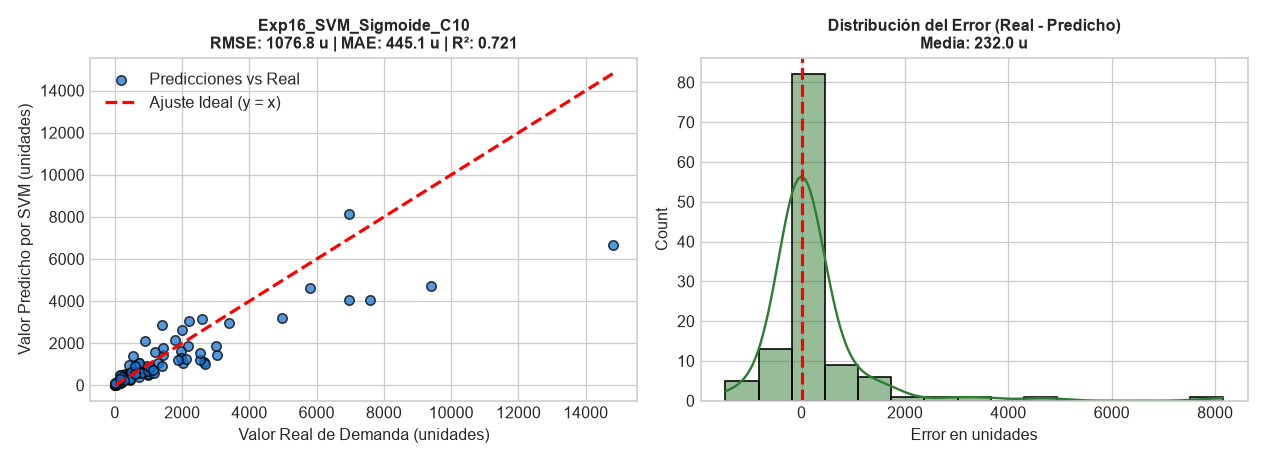 Exp16_SVM_Sigmoide_C10
RMSE: 1076.8 u | MAE: 445.1 u | R²: 0.721
Predicciones vs Real
Ajuste Ideal (y = x)
Valor Predicho por SVM (unidades)
14000
12000
10000
8000
6000
4000
2000
0
0 2000 4000 6000 8000 10000 12000 14000
Valor Real de Demanda (unidades)
Distribución del Error (Real - Predicho)
Media: 232.0 u
Count
80
70
60
50
40
30
20
10
0
0 2000 4000 6000 8000
Error en unidades